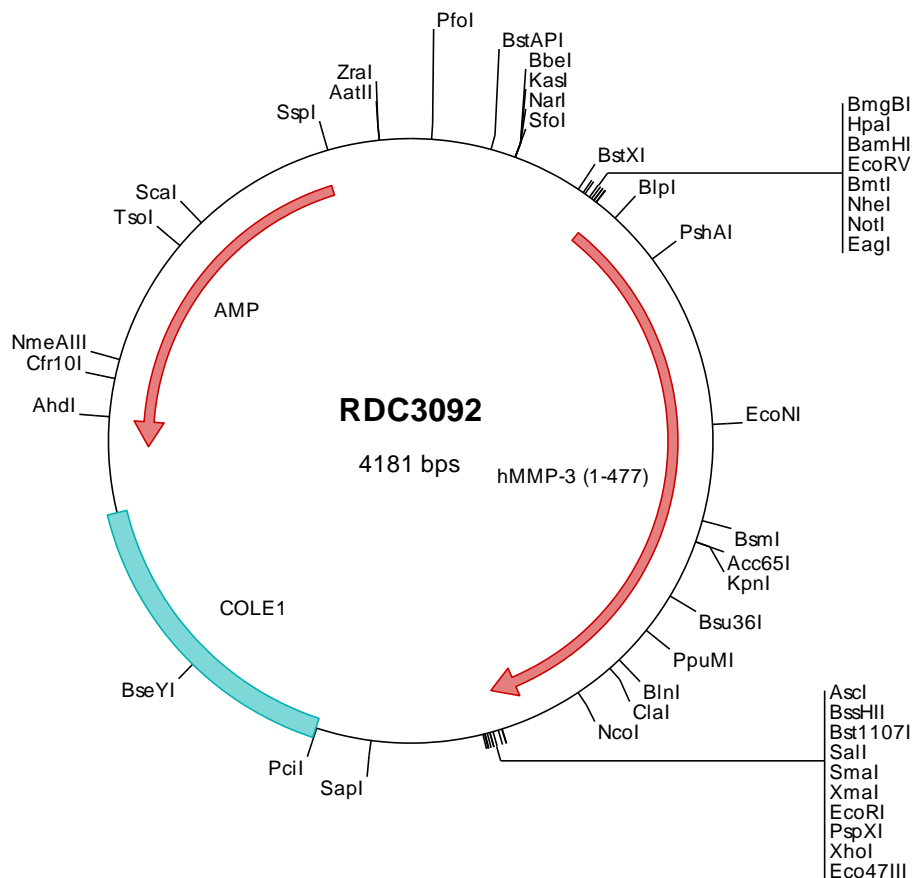 PfoI
BstAPI
BbeI
KasI
NarI
SfoI
ZraI
AatII
SspI
BstXI
BmgBI
HpaI
BamHI
EcoRV
BmtI
NheI
NotI
EagI
BlpI
PshAI
ScaI
TsoI
AMP
NmeAIII
Cfr10I
AhdI
RDC3092
4181 bps
EcoNI
hMMP-3 (1-477)
BsmI
Acc65I
KpnI
Bsu36I
PpuMI
BlnI
ClaI
NcoI
COLE1
BseYI
PciI
SapI
AscI
BssHII
Bst1107I
SalI
SmaI
XmaI
EcoRI
PspXI
XhoI
Eco47III